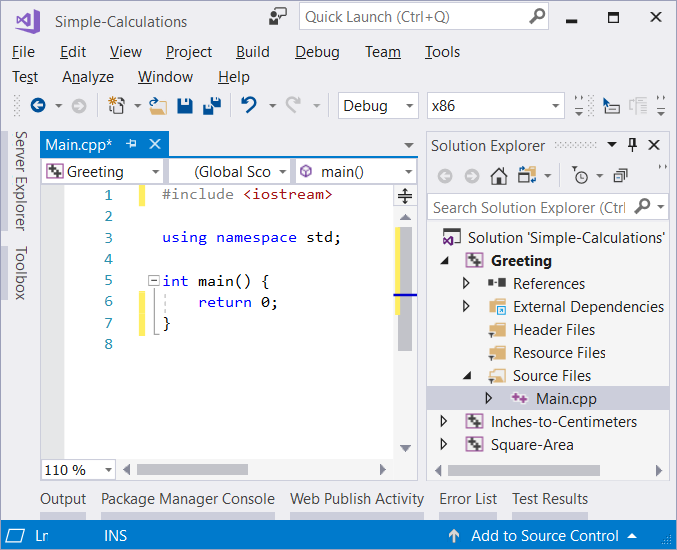 Simple-Calculations
Quick Launch (Ctrl+Q)
File Edit View Project Build Debug Team Tools
Test Analyze Window Help
Debug x86
Server Explorer
Toolbox
Main.cpp*
Greeting (Global Sco main()
1 #include <iostream>
2
3 using namespace std;
4
5 int main() {
6 return 0;
7 }
8
110 %
Solution Explorer
Search Solution Explorer (Ctrl
Solution 'Simple-Calculations'
Greeting
References
External Dependencies
Header Files
Resource Files
Source Files
Main.cpp
Inches-to-Centimeters
Square-Area
Output Package Manager Console Web Publish Activity Error List Test Results
Ln INS Add to Source Control